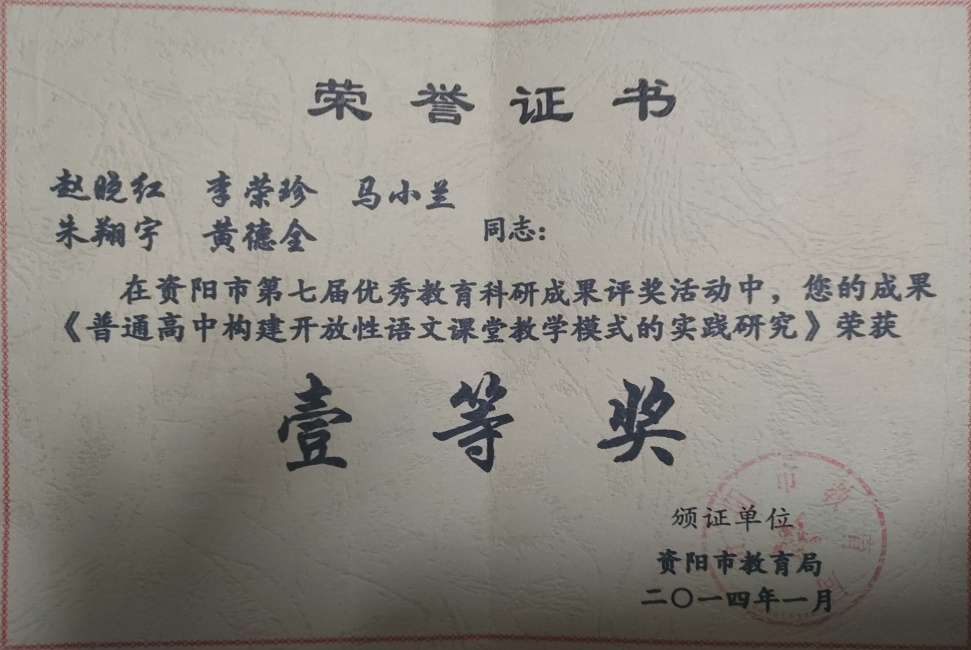 荣誉证书
赵晓红 李荣珍 马小兰
朱翔宇 黄德全 同志：
在资阳市第七届优秀教育科研成果评奖活动中，您的成果
《普通高中构建开放性语文课堂教学模式的实践研究》荣获
壹等奖
颁证单位
资阳市教育局
二〇一四年一月